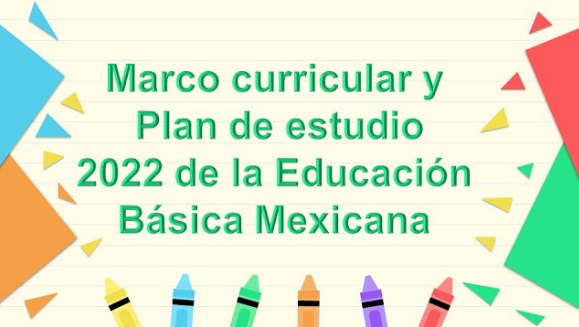 Marco curricular y
Plan de estudio
2022 de la Educación
Básica Mexicana